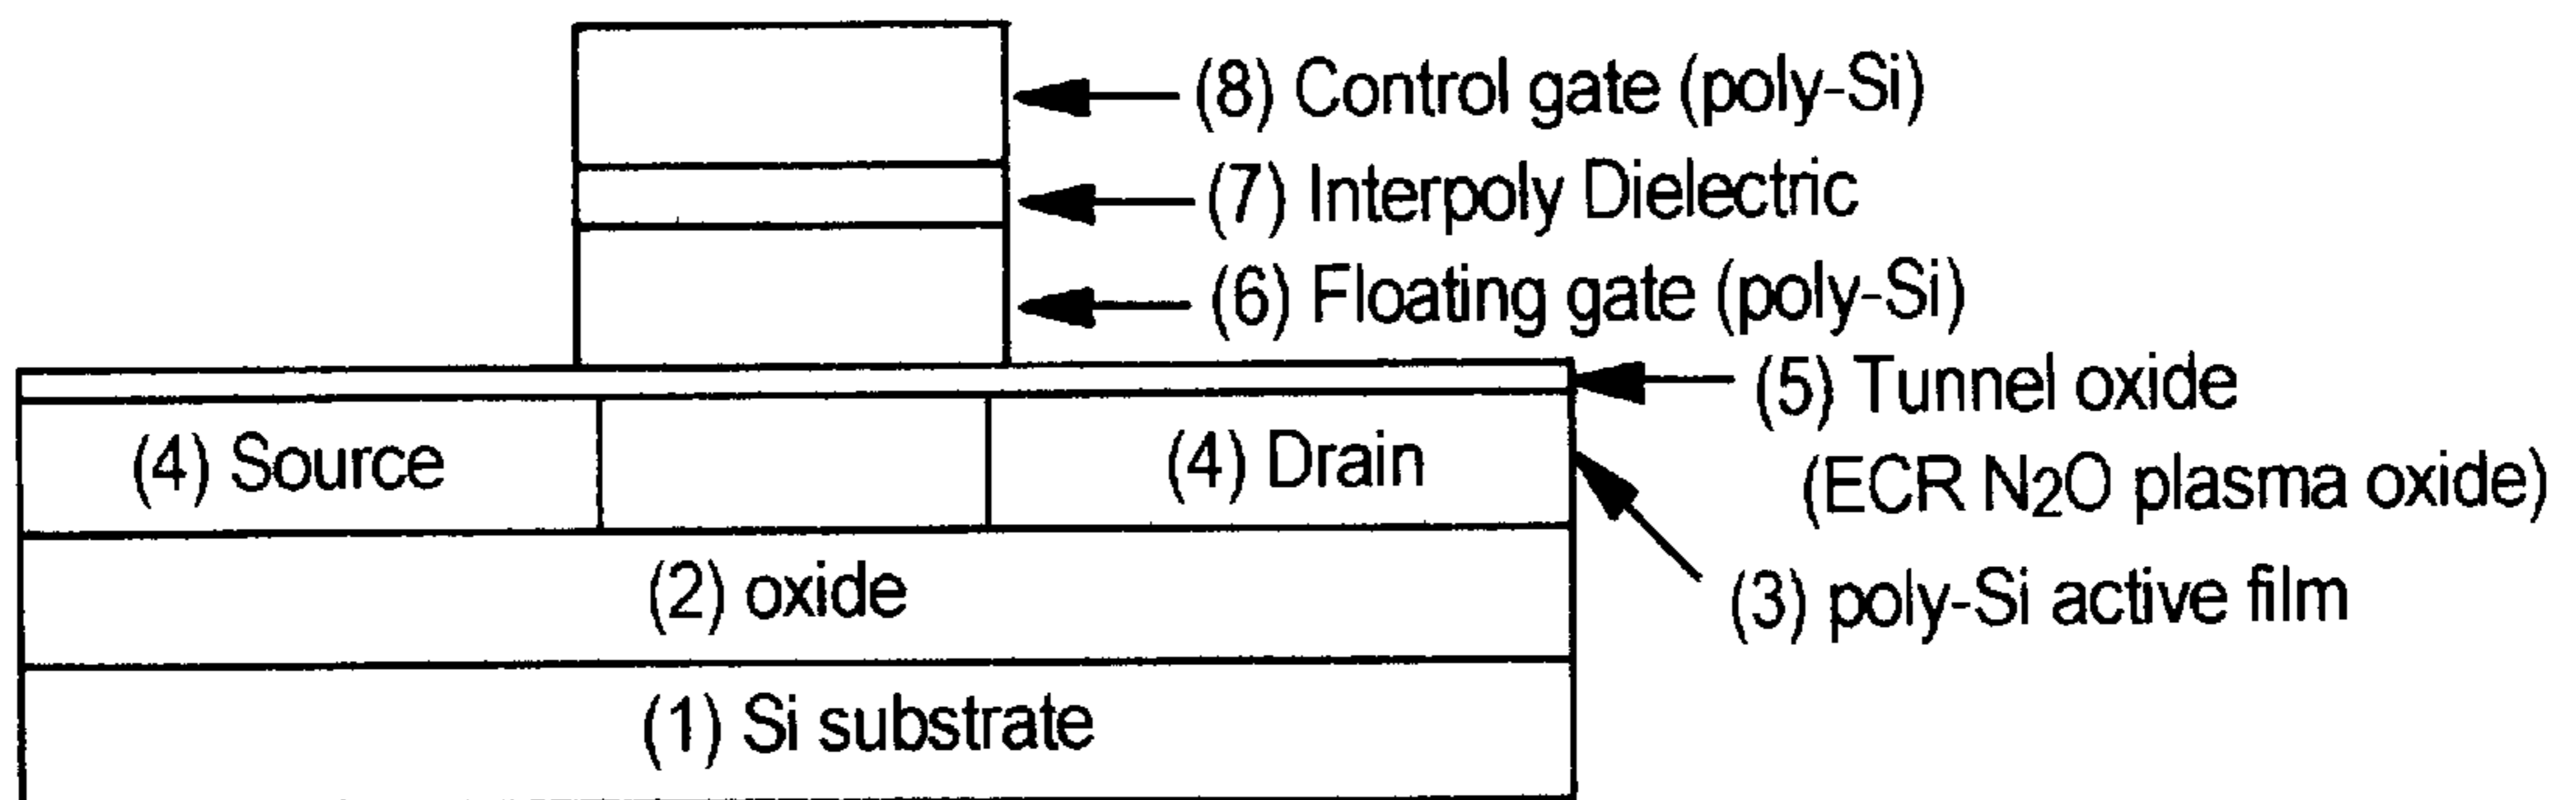 (8) Control gate (poly-Si)
(7) Interpoly Dielectric
(6) Floating gate (poly-Si)
(5) Tunnel oxide
(ECR N2O plasma oxide)
(4) Source
(4) Drain
(3) poly-Si active film
(2) oxide
(1) Si substrate